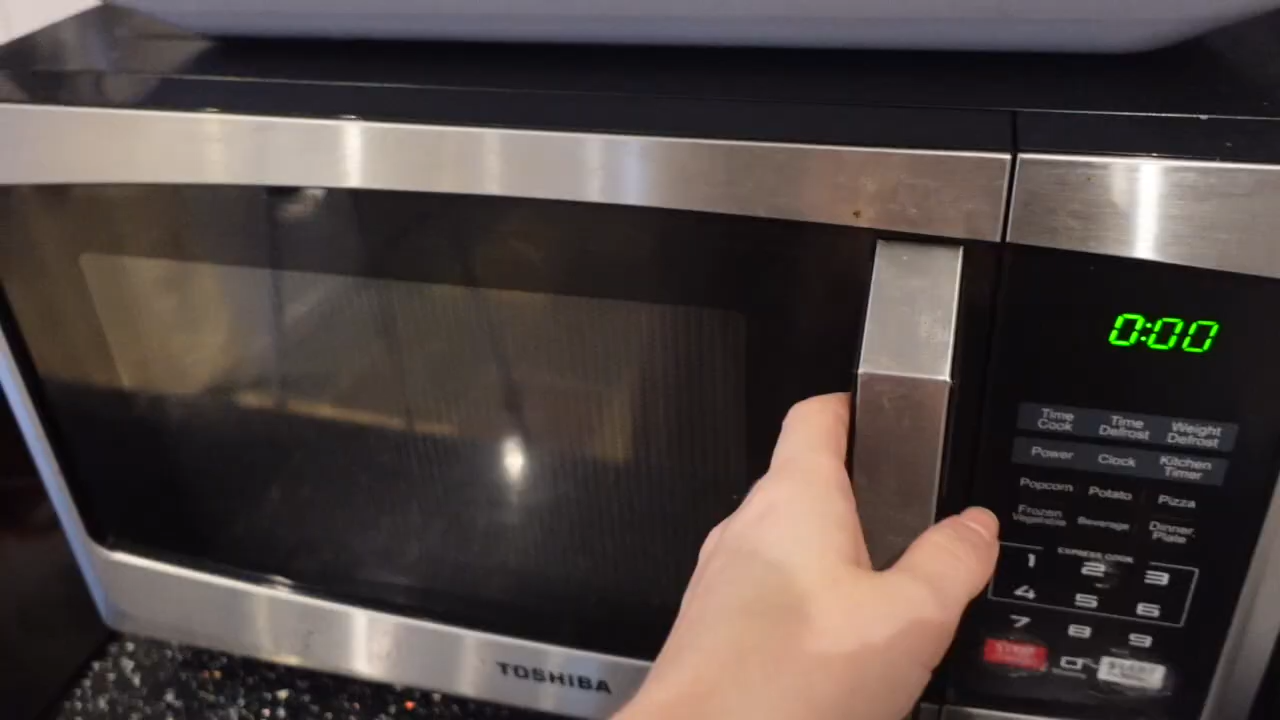 0:00
Time Cook
Time Defrost
Weight Defrost
Power
Clock
Kitchen Timer
Popcorn
Potato
Pizza
Frozen Vegetable
Beverage
Dinner Plate
EXPRESS COOK
1 2 3
4 5 6
7 8 9
0
TOSHIBA